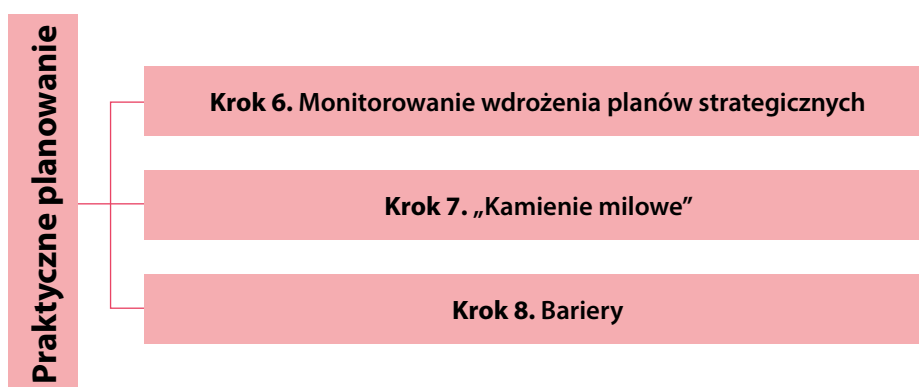 Praktyczne planowanie
Krok 6. Monitorowanie wdrożenia planów strategicznych
Krok 7. „Kamienie milowe”
Krok 8. Bariery